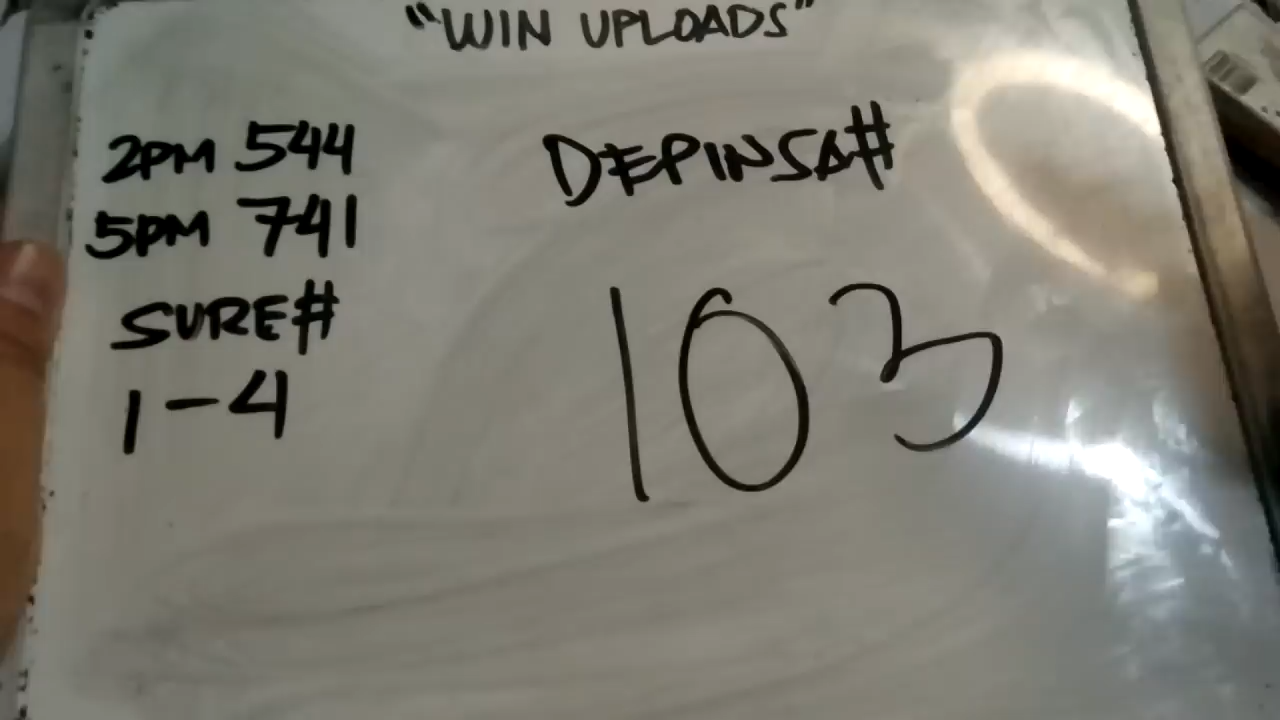 "WIN UPLOADS"
2PM 544
5PM 741
SURE#
1-4
DEPINSA#
103